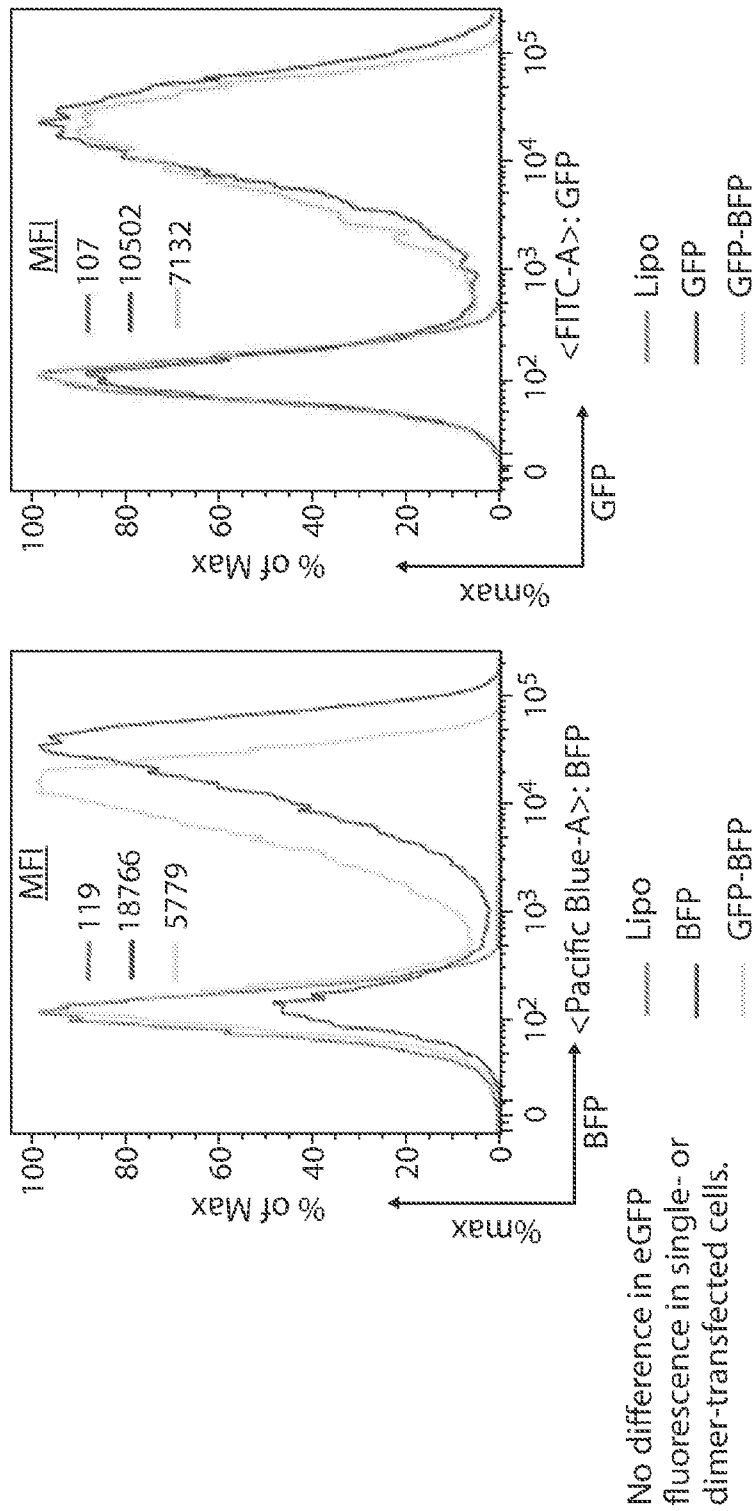 100
80
60
40
20
0
% of Max
%max
MFI
119
18766
5779
0
10²
10³
10⁴
10⁵
<Pacific Blue-A>: BFP
BFP
Lipo
BFP
GFP-BFP
100
80
60
40
20
0
% of Max
%max
MFI
107
10502
7132
0
10²
10³
10⁴
10⁵
<FITC-A>: GFP
GFP
Lipo
GFP
GFP-BFP
No difference in eGFP
fluorescence in single- or
dimer-transfected cells.